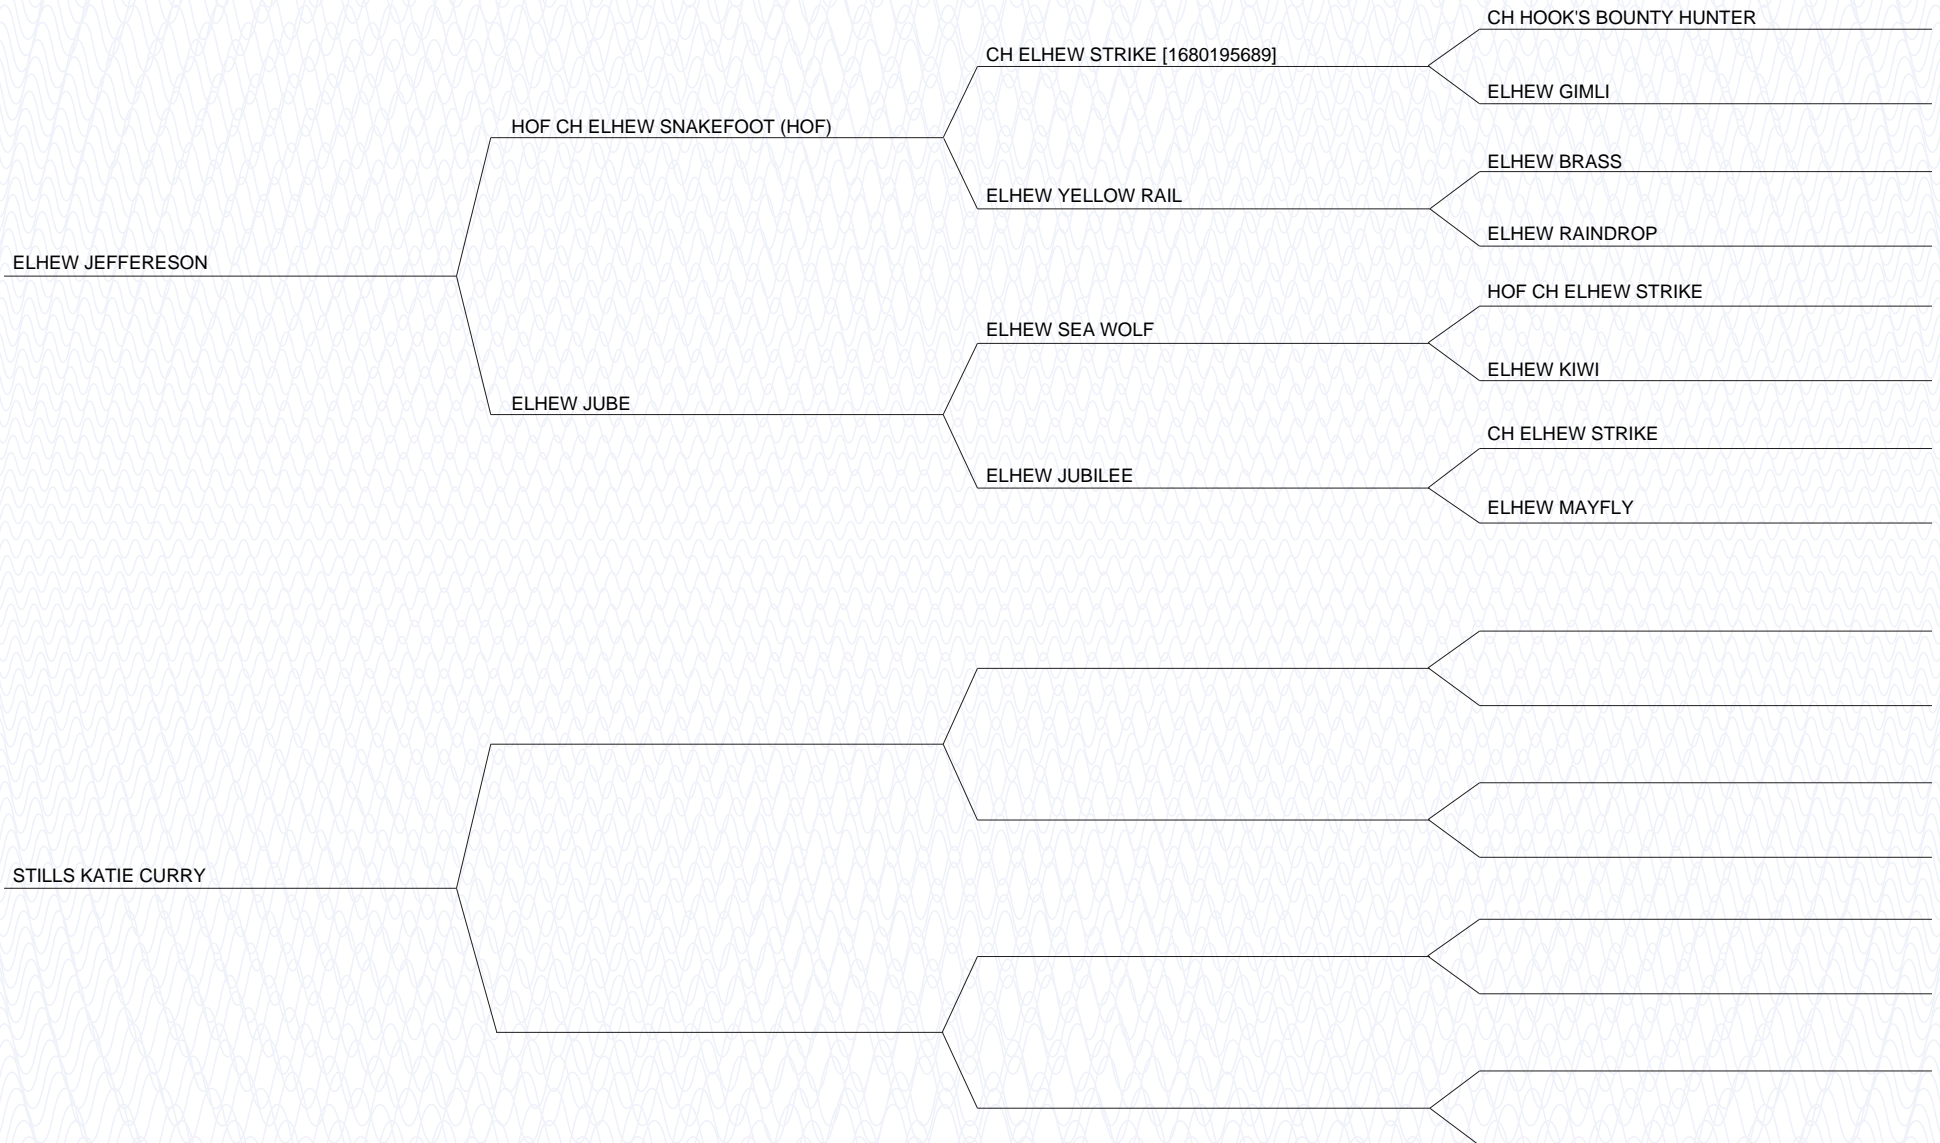 CH HOOK'S BOUNTY HUNTER
CH ELHEW STRIKE [1680195689]
ELHEW GIMLI
HOF CH ELHEW SNAKEFOOT (HOF)
ELHEW BRASS
ELHEW YELLOW RAIL
ELHEW RAINDROP
ELHEW JEFFERESON
HOF CH ELHEW STRIKE
ELHEW SEA WOLF
ELHEW KIWI
ELHEW JUBE
CH ELHEW STRIKE
ELHEW JUBILEE
ELHEW MAYFLY
STILLS KATIE CURRY